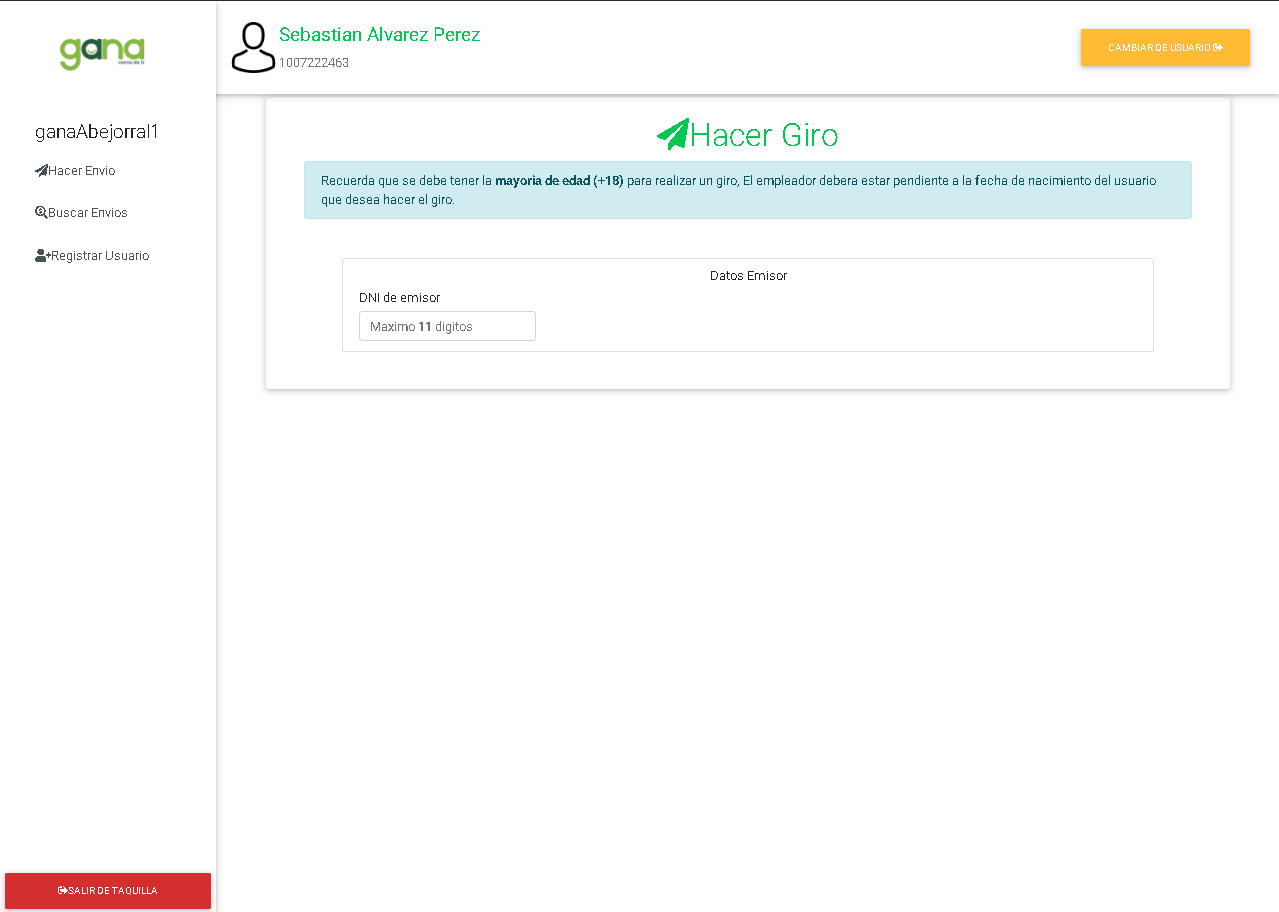 gana
Sebastian Alvarez Perez
1007222463
CAMBIAR DE USUARIO
ganaAbejorral1
Hacer Envio
Buscar Envios
Registrar Usuario
SALIR DE TAQUILLA
Hacer Giro
Recuerda que se debe tener la mayoria de edad (+18) para realizar un giro, El empleador debera estar pendiente a la fecha de nacimiento del usuario
que desea hacer el giro.
Datos Emisor
DNI de emisor
Maximo 11 digitos